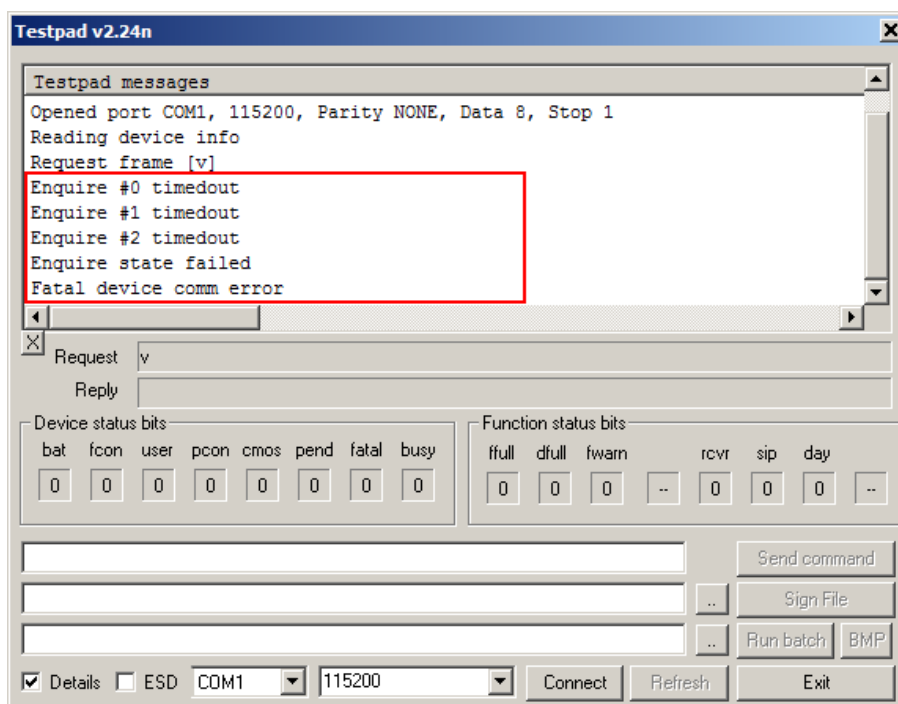 Testpad v2.24n
Testpad messages
Opened port COM1, 115200, Parity NONE, Data 8, Stop 1
Reading device info
Request frame [v]
Enquire #0 timedout
Enquire #1 timedout
Enquire #2 timedout
Enquire state failed
Fatal device comm error
X
Request v
Reply
Device status bits
bat fcon user pcon cmos pend fatal busy
0 0 0 0 0 0 0 0
Function status bits
ffull dfull fwarn rcvr sip day
0 0 0 -- 0 0 0 --
Send command
.. Sign File
.. Run batch BMP
Details ESD COM1 115200 Connect Refresh Exit